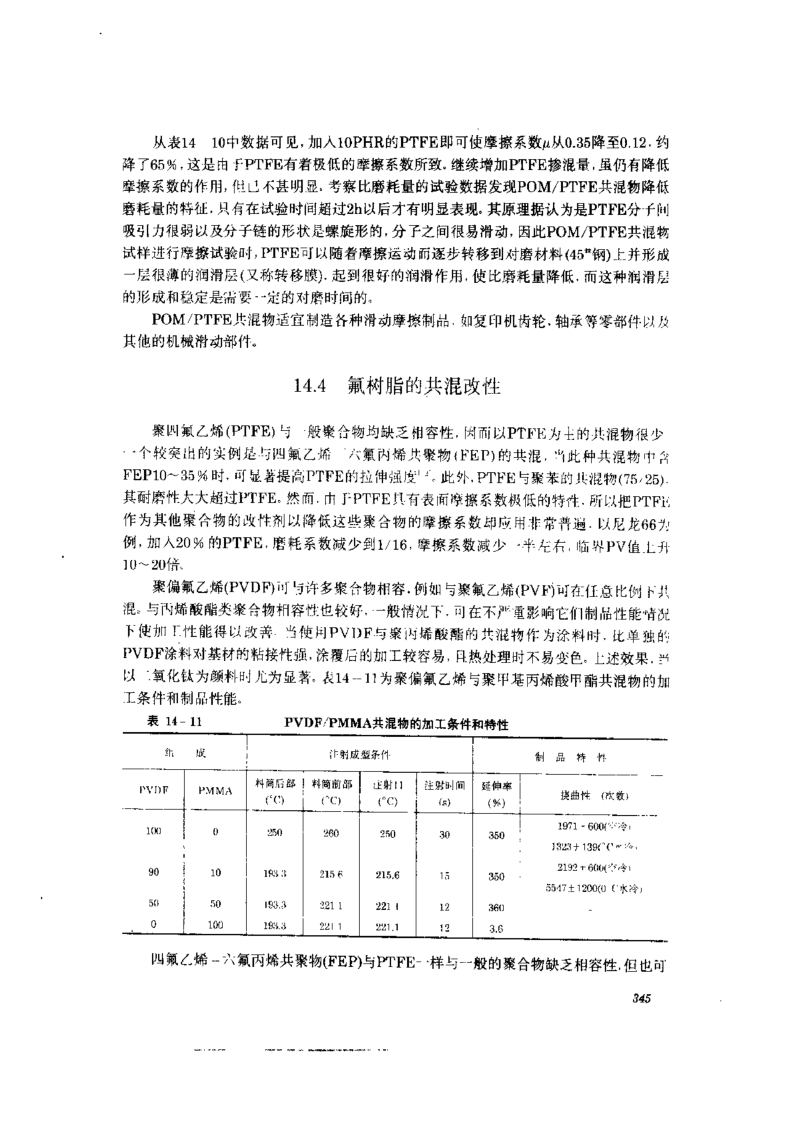 从表14 10中数据可见,加入10PHR的PTFE即可使摩擦系数μ从0.35降至0.12.约
降了65%,这是由于PTFE有着极低的摩擦系数所致。继续增加PTFE掺混量,虽仍有降低
摩擦系数的作用,但已不甚明显。考察比磨耗量的试验数据发现POM/PTFE共混物降低
磨耗量的特征.只有在试验时间超过2h以后才有明显表现。其原理据认为是PTFE分子间
吸引力很弱以及分子链的形状是螺旋形的,分子之间很易滑动,因此POM/PTFE共混物
试样进行摩擦试验时,PTFE可以随着摩擦运动而逐步转移到对磨材料(45#钢)上并形成
一层很薄的润滑层(又称转移膜).起到很好的润滑作用,使比磨耗量降低.而这种润滑层
的形成和稳定是需要一定的对磨时间的。
POM/PTFE共混物适宜制造各种滑动摩擦制品.如复印机齿轮、轴承等零部件以及
其他的机械滑动部件。
14.4 氟树脂的共混改性
聚四氟乙烯(PTFE)与一般聚合物均缺乏相容性,因而以PTFE为主的共混物很少
一个较突出的实例是与四氟乙烯 六氟丙烯共聚物(FEP)的共混,当此种共混物中含
FEP10~35%时.可显著提高PTFE的拉伸强度 。此外,PTFE与聚苯的共混物(75/25).
其耐磨性大大超过PTFE。然而.由于PTFE具有表面摩擦系数极低的特性.所以把PTFE
作为其他聚合物的改性剂以降低这些聚合物的摩擦系数却应用非常普遍.以尼龙66为
例,加入20%的PTFE,磨耗系数减少到1/16,摩擦系数减少一半左右,临界PV值上升
10~20倍。
聚偏氟乙烯(PVDF)可与许多聚合物相容.例如与聚氟乙烯(PVF)可在任意比例下共
混。与丙烯酸酯类聚合物相容性也较好,一般情况下.可在不严重影响它们制品性能情况
下使加工性能得以改善.当使用PVDF与聚丙烯酸酯的共混物作为涂料时.比单独的
PVDF涂料对基材的粘接性强,涂覆后的加工较容易,且热处理时不易变色。上述效果.当
以二氧化钛为颜料时尤为显著。表14-11为聚偏氟乙烯与聚甲基丙烯酸甲酯共混物的加
工条件和制品性能。
表 14-11 PVDF/PMMA共混物的加工条件和特性
组 成 注射成型条件 制 品 特 性
PVDF PMMA 料筒后部(°C) 料筒前部(°C) 注射口(°C) 注射时间(s) 延伸率(%) 挠曲性 (次数)
100 0 250 260 250 30 350 1971-600(空冷)
1323±139(
90 10 193.3 215.6 215.6 15 350 2192±600(空冷)
5547±1200(0℃水冷)
50 50 193.3 221.1 221.1 12 360 -
0 100 193.3 221.1 221.1 12 3.6
四氟乙烯-六氟丙烯共聚物(FEP)与PTFE一样与一般的聚合物缺乏相容性.但也可
345